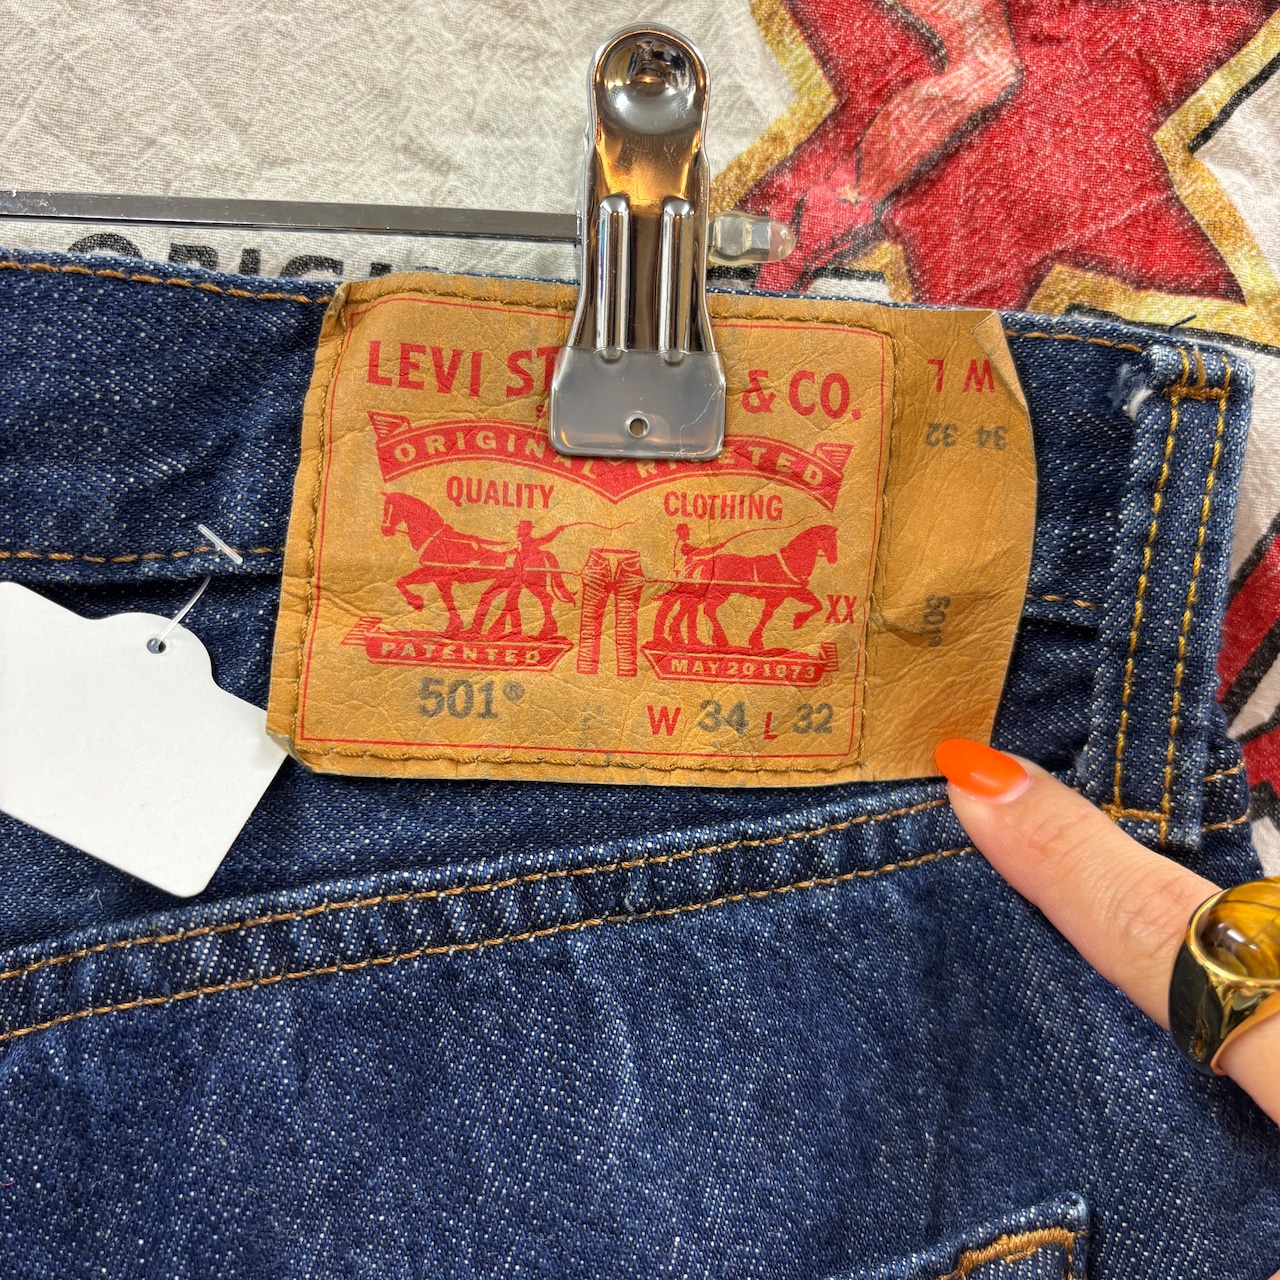 LEVI ST & CO.
ORIGINAL RIVETED
QUALITY CLOTHING
XX
PATENTED MAY 20 1873
501®
W 34 L 32
W L
34 32
501®